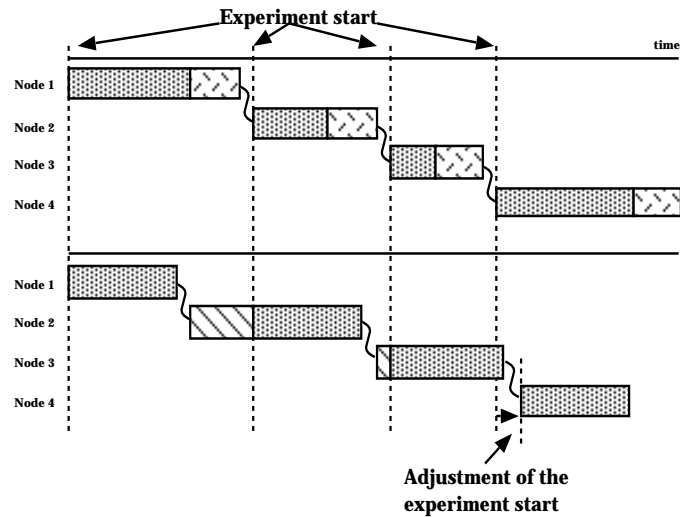 Experiment start
time
Node 1
Node 2
Node 3
Node 4
Node 1
Node 2
Node 3
Node 4
Adjustment of the
experiment start